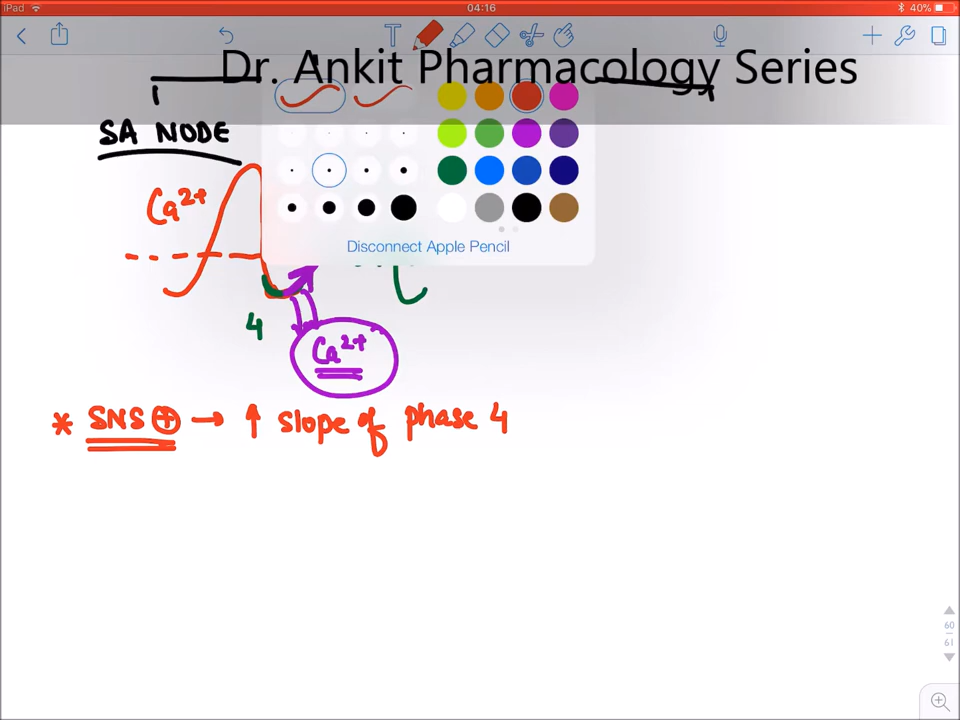 iPad 04:16 40%
Dr. Ankit Pharmacology Series
SA NODE
Ca²⁺
Disconnect Apple Pencil
4
Ca²⁺
* SNS ⊕ → ↑ slope of phase 4
60
61